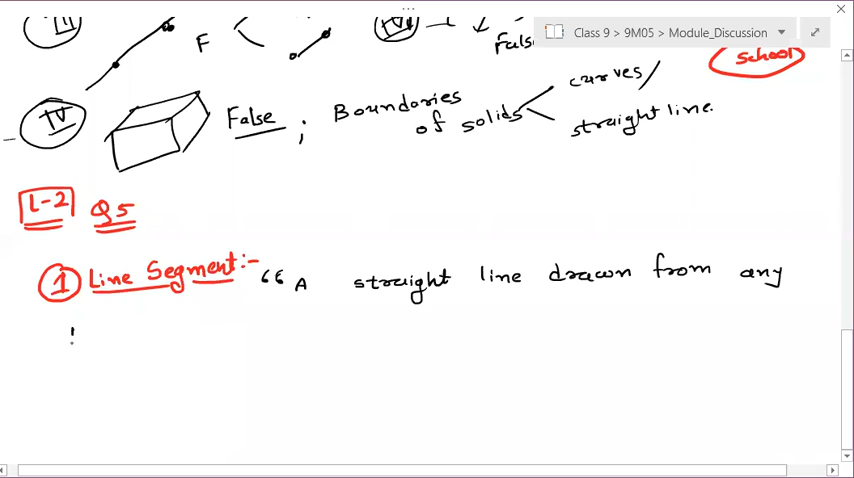 Class 9 > 9M05 > Module_Discussion
III
F
False
School
IV
False ; Boundaries of solids
curves
straight line.
L-2 Q5
1 Line Segment:- “ A straight line drawn from any